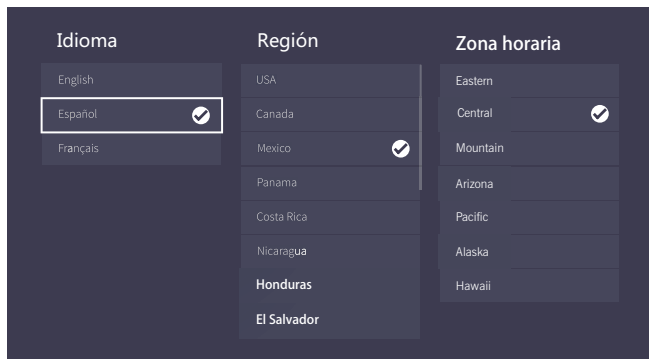 Idioma
English
Español
Français
Región
USA
Canada
Mexico
Panama
Costa Rica
Nicaragua
Honduras
El Salvador
Zona horaria
Eastern
Central
Mountain
Arizona
Pacific
Alaska
Hawaii